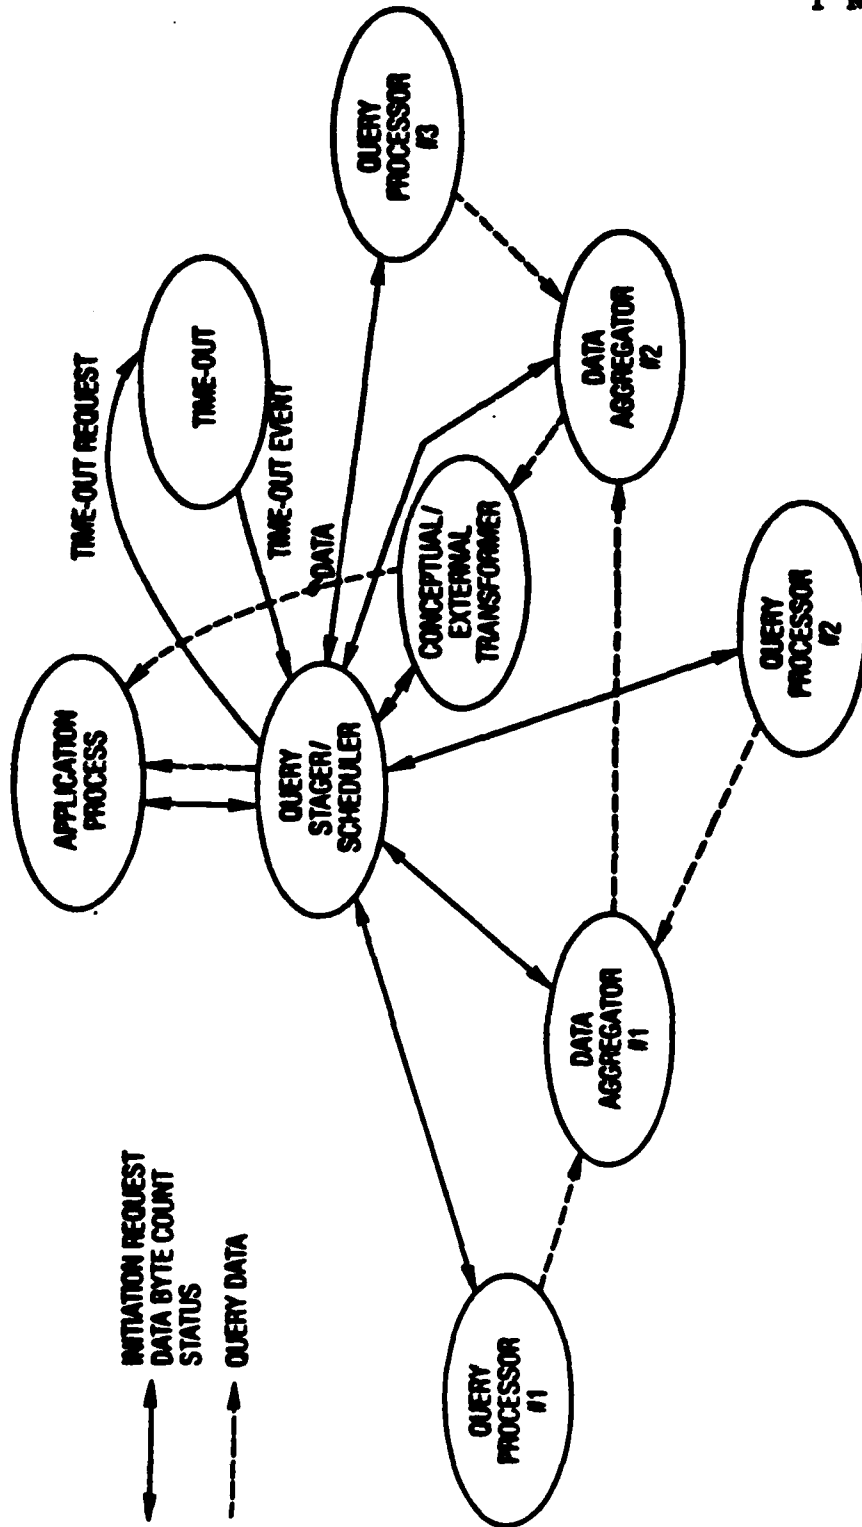 INITIATION REQUEST
DATA BYTE COUNT
STATUS
QUERY DATA
APPLICATION
PROCESS
TIME-OUT REQUEST
TIME-OUT
TIME-OUT EVENT
DATA
QUERY
STAGER/
SCHEDULER
QUERY
PROCESSOR
#3
CONCEPTUAL/
EXTERNAL
TRANSFORMER
DATA
AGGREGATOR
#2
QUERY
PROCESSOR
#1
DATA
AGGREGATOR
#1
QUERY
PROCESSOR
#2